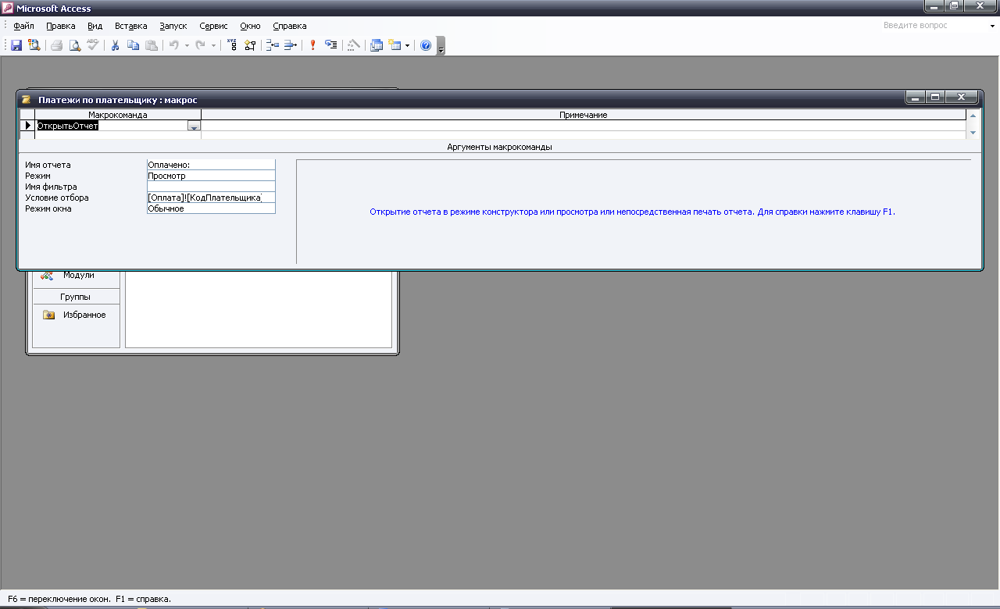 Microsoft Access
Файл Правка Вид Вставка Запуск Сервис Окно Справка Введите вопрос
Платежи по плательщику : макрос
Макрокоманда Примечание
ОткрытьОтчет
Аргументы макрокоманды
Имя отчета Оплачено:
Режим Просмотр
Имя фильтра
Условие отбора [Оплата]![КодПлательщика]
Режим окна Обычное
Открытие отчета в режиме конструктора или просмотра или непосредственная печать отчета. Для справки нажмите клавишу F1.
Модули
Группы
Избранное
F6 = переключение окон. F1 = справка.